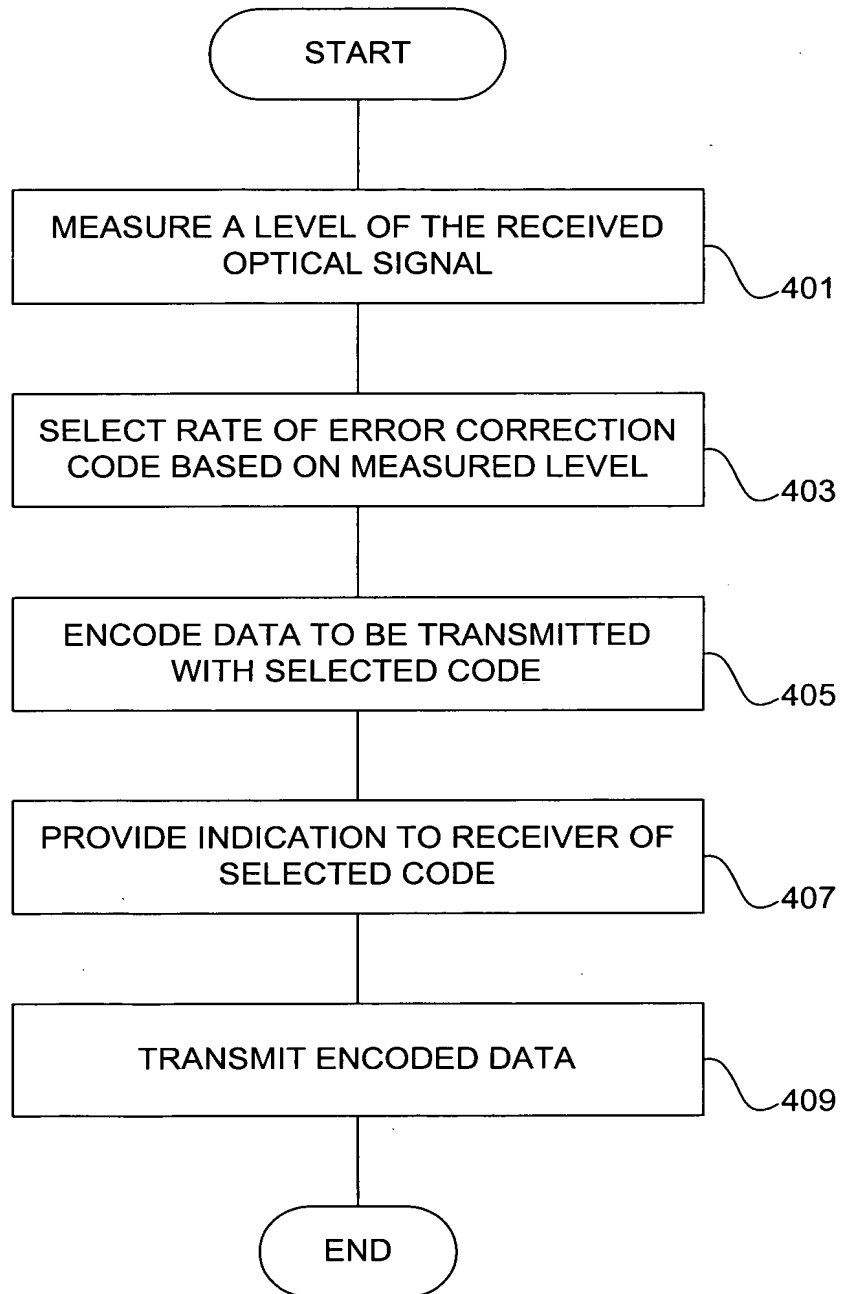 START
MEASURE A LEVEL OF THE RECEIVED
OPTICAL SIGNAL
401
SELECT RATE OF ERROR CORRECTION
CODE BASED ON MEASURED LEVEL
403
ENCODE DATA TO BE TRANSMITTED
WITH SELECTED CODE
405
PROVIDE INDICATION TO RECEIVER OF
SELECTED CODE
407
TRANSMIT ENCODED DATA
409
END